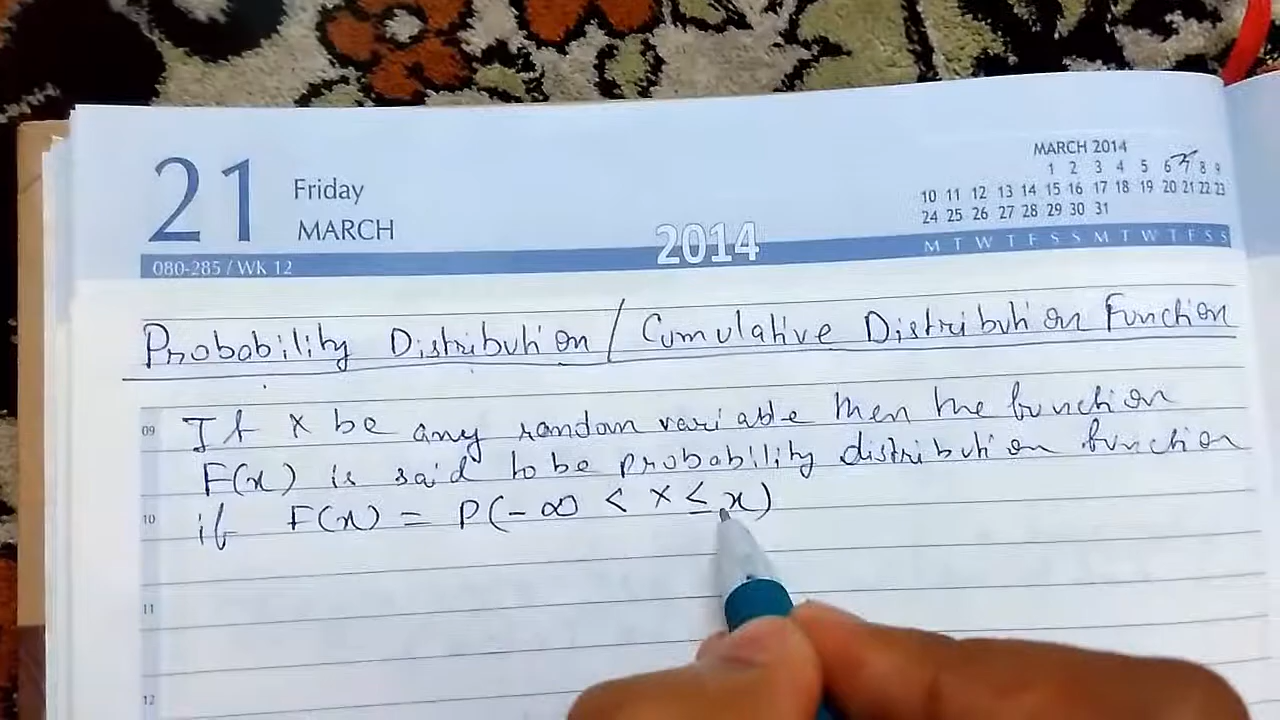 21 Friday
MARCH
080-285 / WK 12
2014
MARCH 2014
1 2 3 4 5 6 7 8 9
10 11 12 13 14 15 16 17 18 19 20 21 22 23
24 25 26 27 28 29 30 31
M T W T F S S M T W T F S S
Probability Distribution / Cumulative Distribution Function
09 If X be any random variable then the function
F(x) is said to be probability distribution function
10 if F(x) = P(-∞ < X ≤ x)
11
12